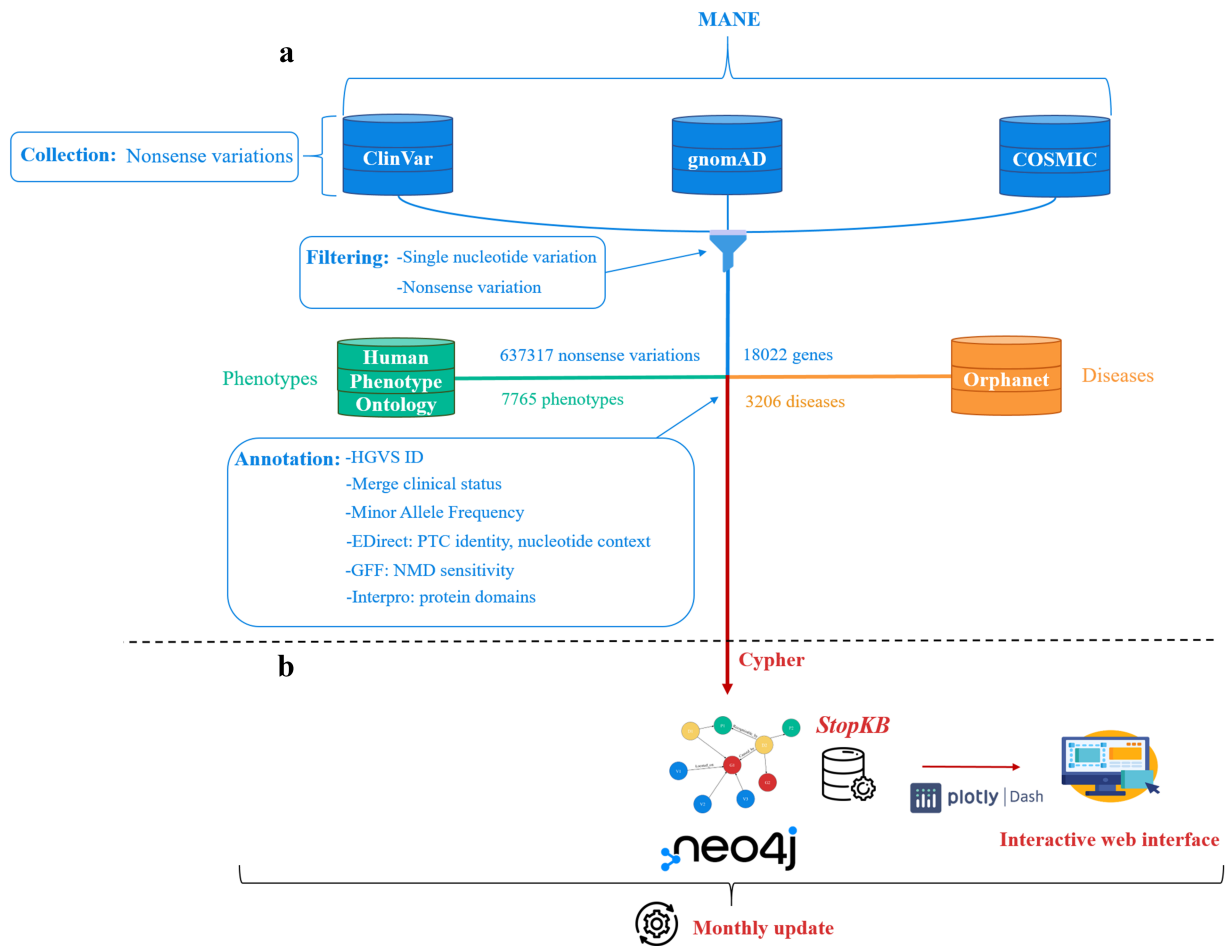 MANE
a
Collection: Nonsense variations
ClinVar
gnomAD
COSMIC
Filtering: -Single nucleotide variation
-Nonsense variation
Phenotypes
Human
Phenotype
Ontology
637317 nonsense variations
18022 genes
7765 phenotypes
3206 diseases
Orphanet
Diseases
Annotation: -HGVS ID
-Merge clinical status
-Minor Allele Frequency
-EDirect: PTC identity, nucleotide context
-GFF: NMD sensitivity
-Interpro: protein domains
b
Cypher
StopKB
neo4j
plotly | Dash
Interactive web interface
Monthly update